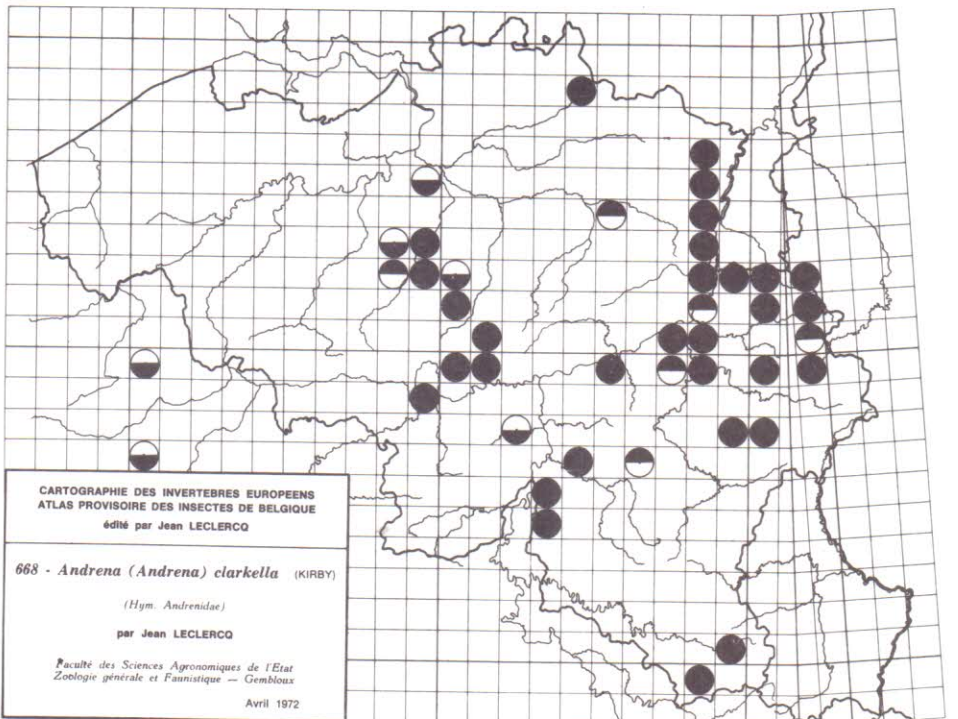 CARTOGRAPHIE DES INVERTEBRES EUROPEENS
ATLAS PROVISOIRE DES INSECTES DE BELGIQUE
édité par Jean LECLERCQ
668 - Andrena (Andrena) clarkella (KIRBY)
(Hym. Andrenidae)
par Jean LECLERCQ
Faculté des Sciences Agronomiques de l'Etat
Zoologie générale et Faunistique — Gembloux
Avril 1972